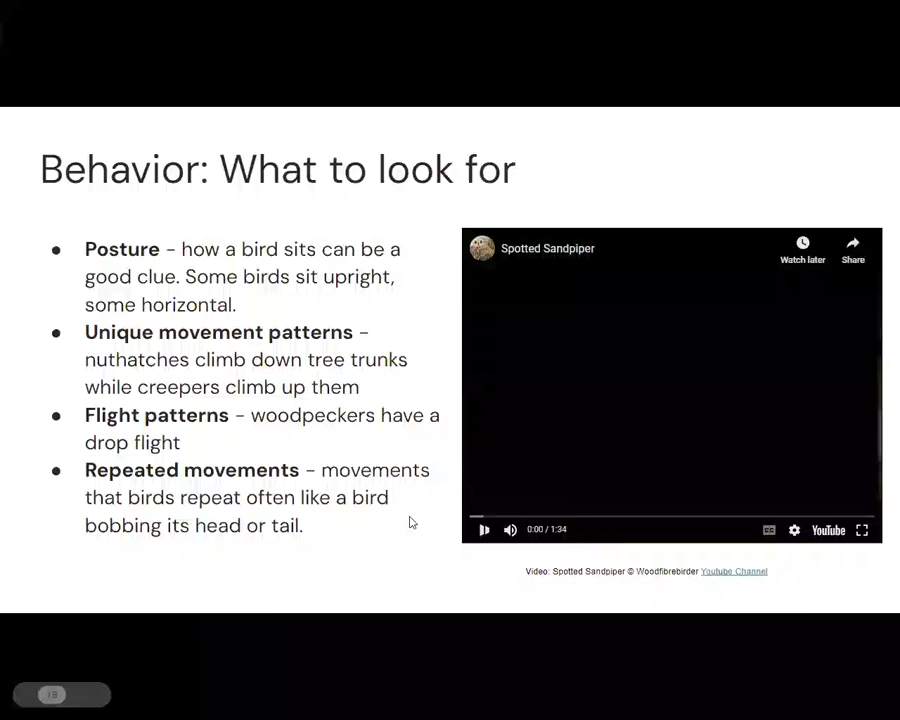 Behavior: What to look for
● Posture - how a bird sits can be a
good clue. Some birds sit upright,
some horizontal.
● Unique movement patterns -
nuthatches climb down tree trunks
while creepers climb up them
● Flight patterns - woodpeckers have a
drop flight
● Repeated movements - movements
that birds repeat often like a bird
bobbing its head or tail.
Spotted Sandpiper
Watch later
Share
0:00 / 1:34
CC
YouTube
Video: Spotted Sandpiper © Woodfibrebirder Youtube Channel